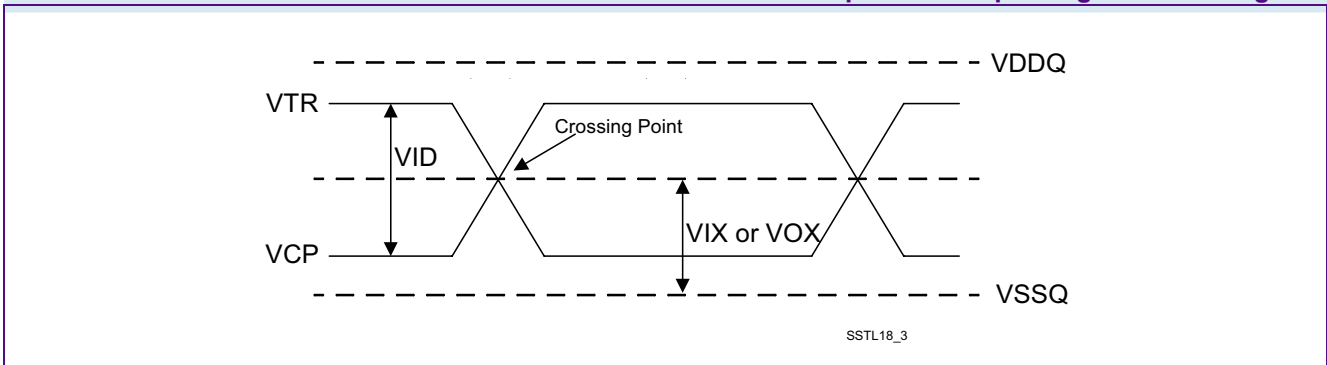 VDDQ
VTR
Crossing Point
VID
VIX or VOX
VCP
VSSQ
SSTL18_3